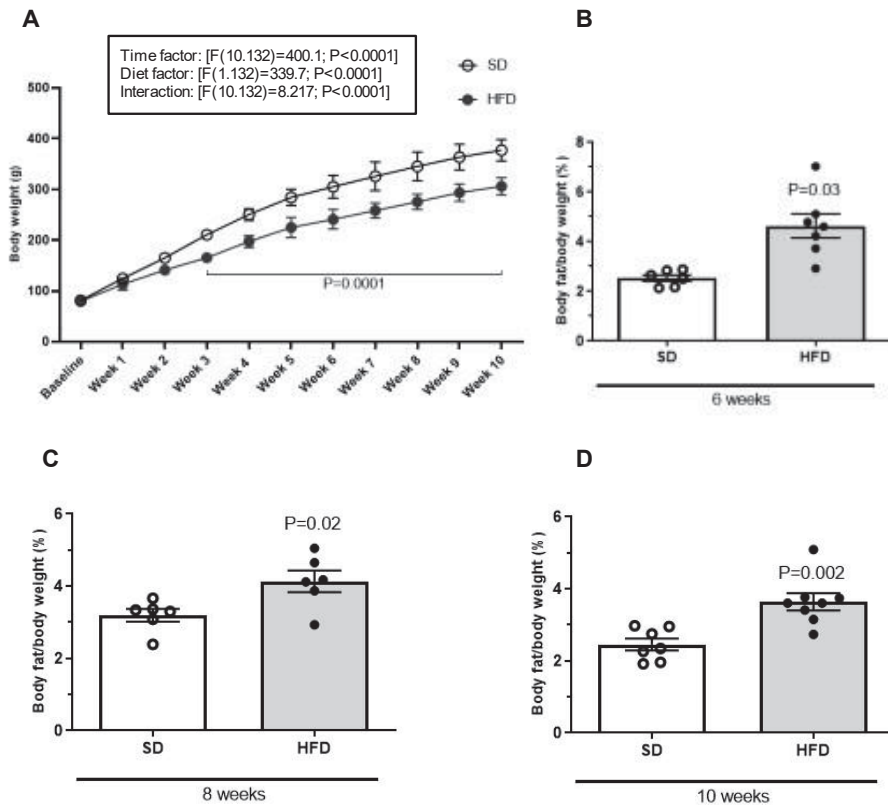 A
Time factor: [F(10.132)=400.1; P<0.0001]
Diet factor: [F(1.132)=339.7; P<0.0001]
Interaction: [F(10.132)=8.217; P<0.0001]
SD
HFD
Body weight (g)
500
400
300
200
100
0
P=0.0001
Baseline
Week 1
Week 2
Week 3
Week 4
Week 5
Week 6
Week 7
Week 8
Week 9
Week 10
B
Body fat/body weight (%)
8
6
4
2
0
P=0.03
SD
HFD
6 weeks
C
Body fat/body weight (%)
6
4
2
0
P=0.02
SD
HFD
8 weeks
D
Body fat/body weight (%)
6
4
2
0
P=0.002
SD
HFD
10 weeks